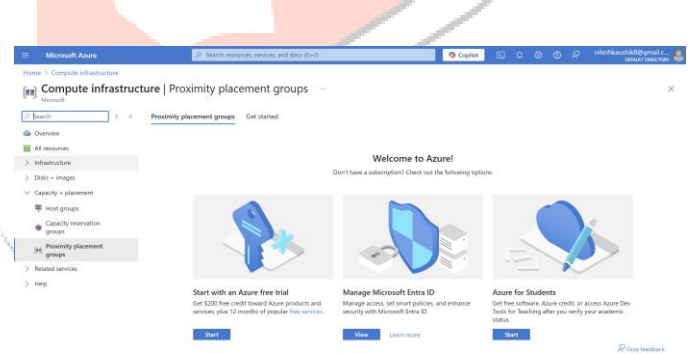 Microsoft Azure
Search resources, services, and docs (G+/)
Copilot
niteshkaushik8@gmail.c...
DEFAULT DIRECTORY
Home > Compute infrastructure
Compute infrastructure | Proximity placement groups ...
Microsoft
Search
Proximity placement groups Get started
Overview
All resources
Infrastructure
Disks + images
Capacity + placement
Host groups
Capacity reservation
groups
Proximity placement
groups
Related services
Help
Welcome to Azure!
Don't have a subscription? Check out the following options.
Start with an Azure free trial
Get $200 free credit toward Azure products and
services, plus 12 months of popular free services.
Start
Manage Microsoft Entra ID
Manage access, set smart policies, and enhance
security with Microsoft Entra ID.
View Learn more
Azure for Students
Get free software, Azure credit, or access Azure Dev
Tools for Teaching after you verify your academic
status.
Start
Give feedback